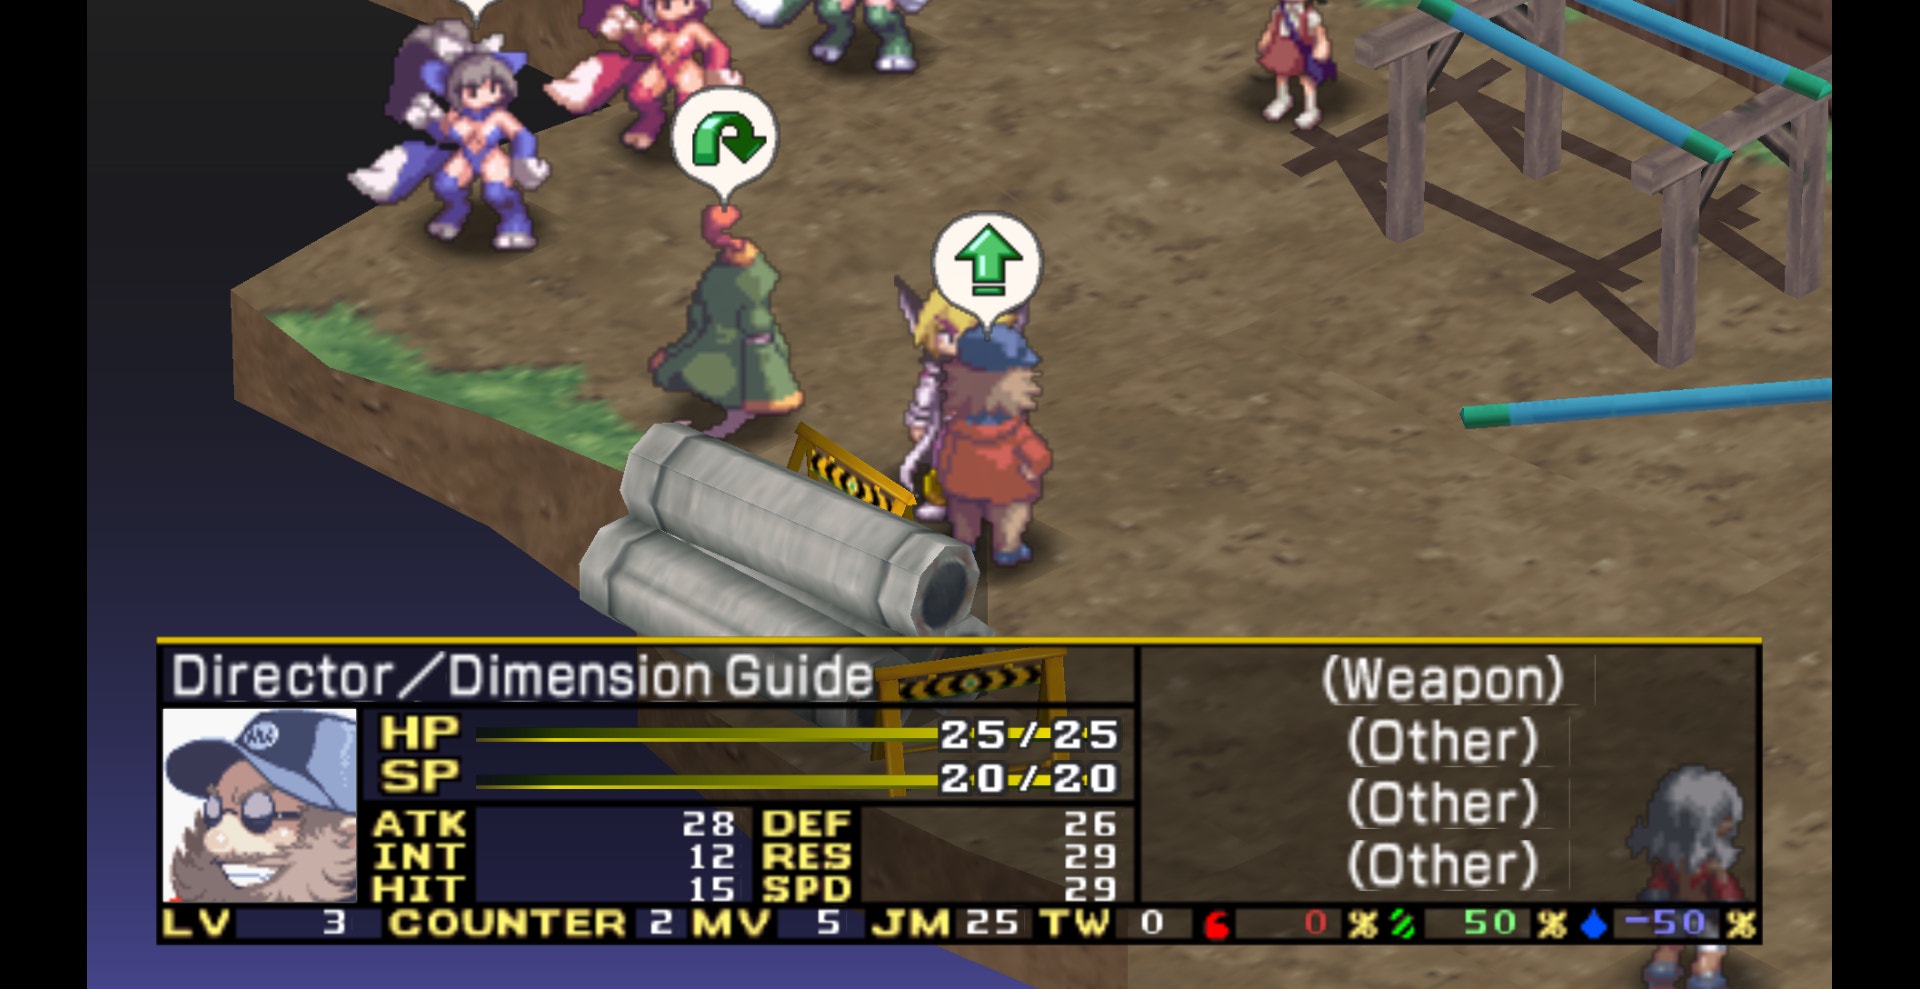 Director／Dimension Guide
(Weapon)
HP 25/25
(Other)
SP 20/20
(Other)
ATK 28 DEF 26
INT 12 RES 29
(Other)
HIT 15 SPD 29
LV 3 COUNTER 2 MV 5 JM 25 TW 0 0 % 50 % -50 %